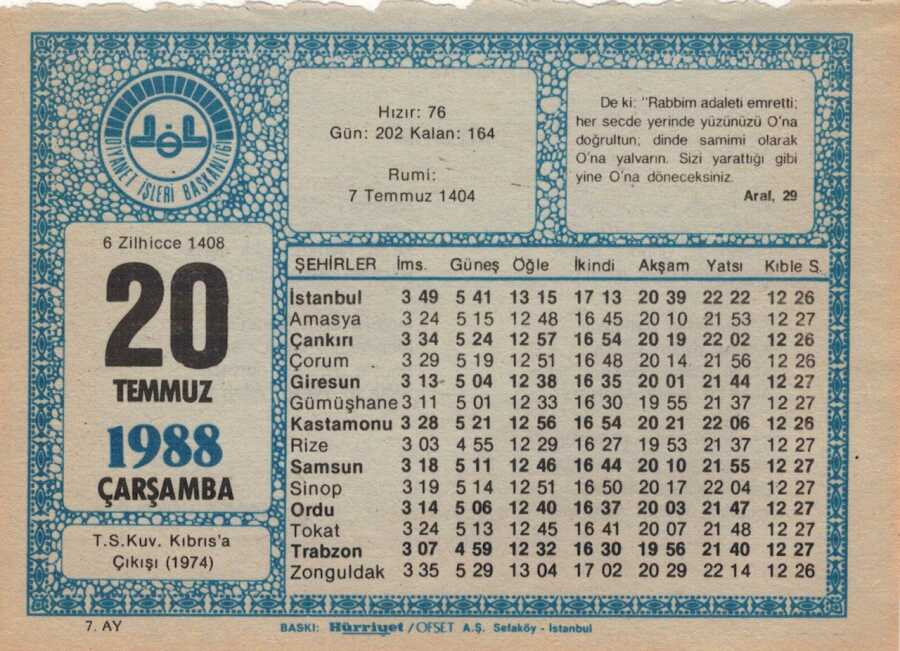 DİYANET İŞLERİ BAŞKANLIĞI
Hızır: 76
Gün: 202 Kalan: 164
Rumi:
7 Temmuz 1404
De ki: "Rabbim adaleti emretti;
her secde yerinde yüzünüzü O'na
doğrultun; dinde samimi olarak
O'na yalvarın. Sizi yarattığı gibi
yine O'na döneceksiniz.
Araf, 29
6 Zilhicce 1408
20
TEMMUZ
1988
ÇARŞAMBA
T.S.Kuv. Kıbrıs'a
Çıkışı (1974)
ŞEHİRLER İms. Güneş Öğle İkindi Akşam Yatsı Kıble S.
İstanbul 3 49 5 41 13 15 17 13 20 39 22 22 12 26
Amasya 3 24 5 15 12 48 16 45 20 10 21 53 12 27
Çankırı 3 34 5 24 12 57 16 54 20 19 22 02 12 26
Çorum 3 29 5 19 12 51 16 48 20 14 21 56 12 26
Giresun 3 13 5 04 12 38 16 35 20 01 21 44 12 27
Gümüşhane 3 11 5 01 12 33 16 30 19 55 21 37 12 27
Kastamonu 3 28 5 21 12 56 16 54 20 21 22 06 12 26
Rize 3 03 4 55 12 29 16 27 19 53 21 37 12 27
Samsun 3 18 5 11 12 46 16 44 20 10 21 55 12 27
Sinop 3 19 5 14 12 51 16 50 20 17 22 04 12 27
Ordu 3 14 5 06 12 40 16 37 20 03 21 47 12 27
Tokat 3 24 5 13 12 45 16 41 20 07 21 48 12 27
Trabzon 3 07 4 59 12 32 16 30 19 56 21 40 12 27
Zonguldak 3 35 5 29 13 04 17 02 20 29 22 14 12 26
7. AY
BASKI: Hürriyet / OFSET A.Ş. Sefaköy - İstanbul